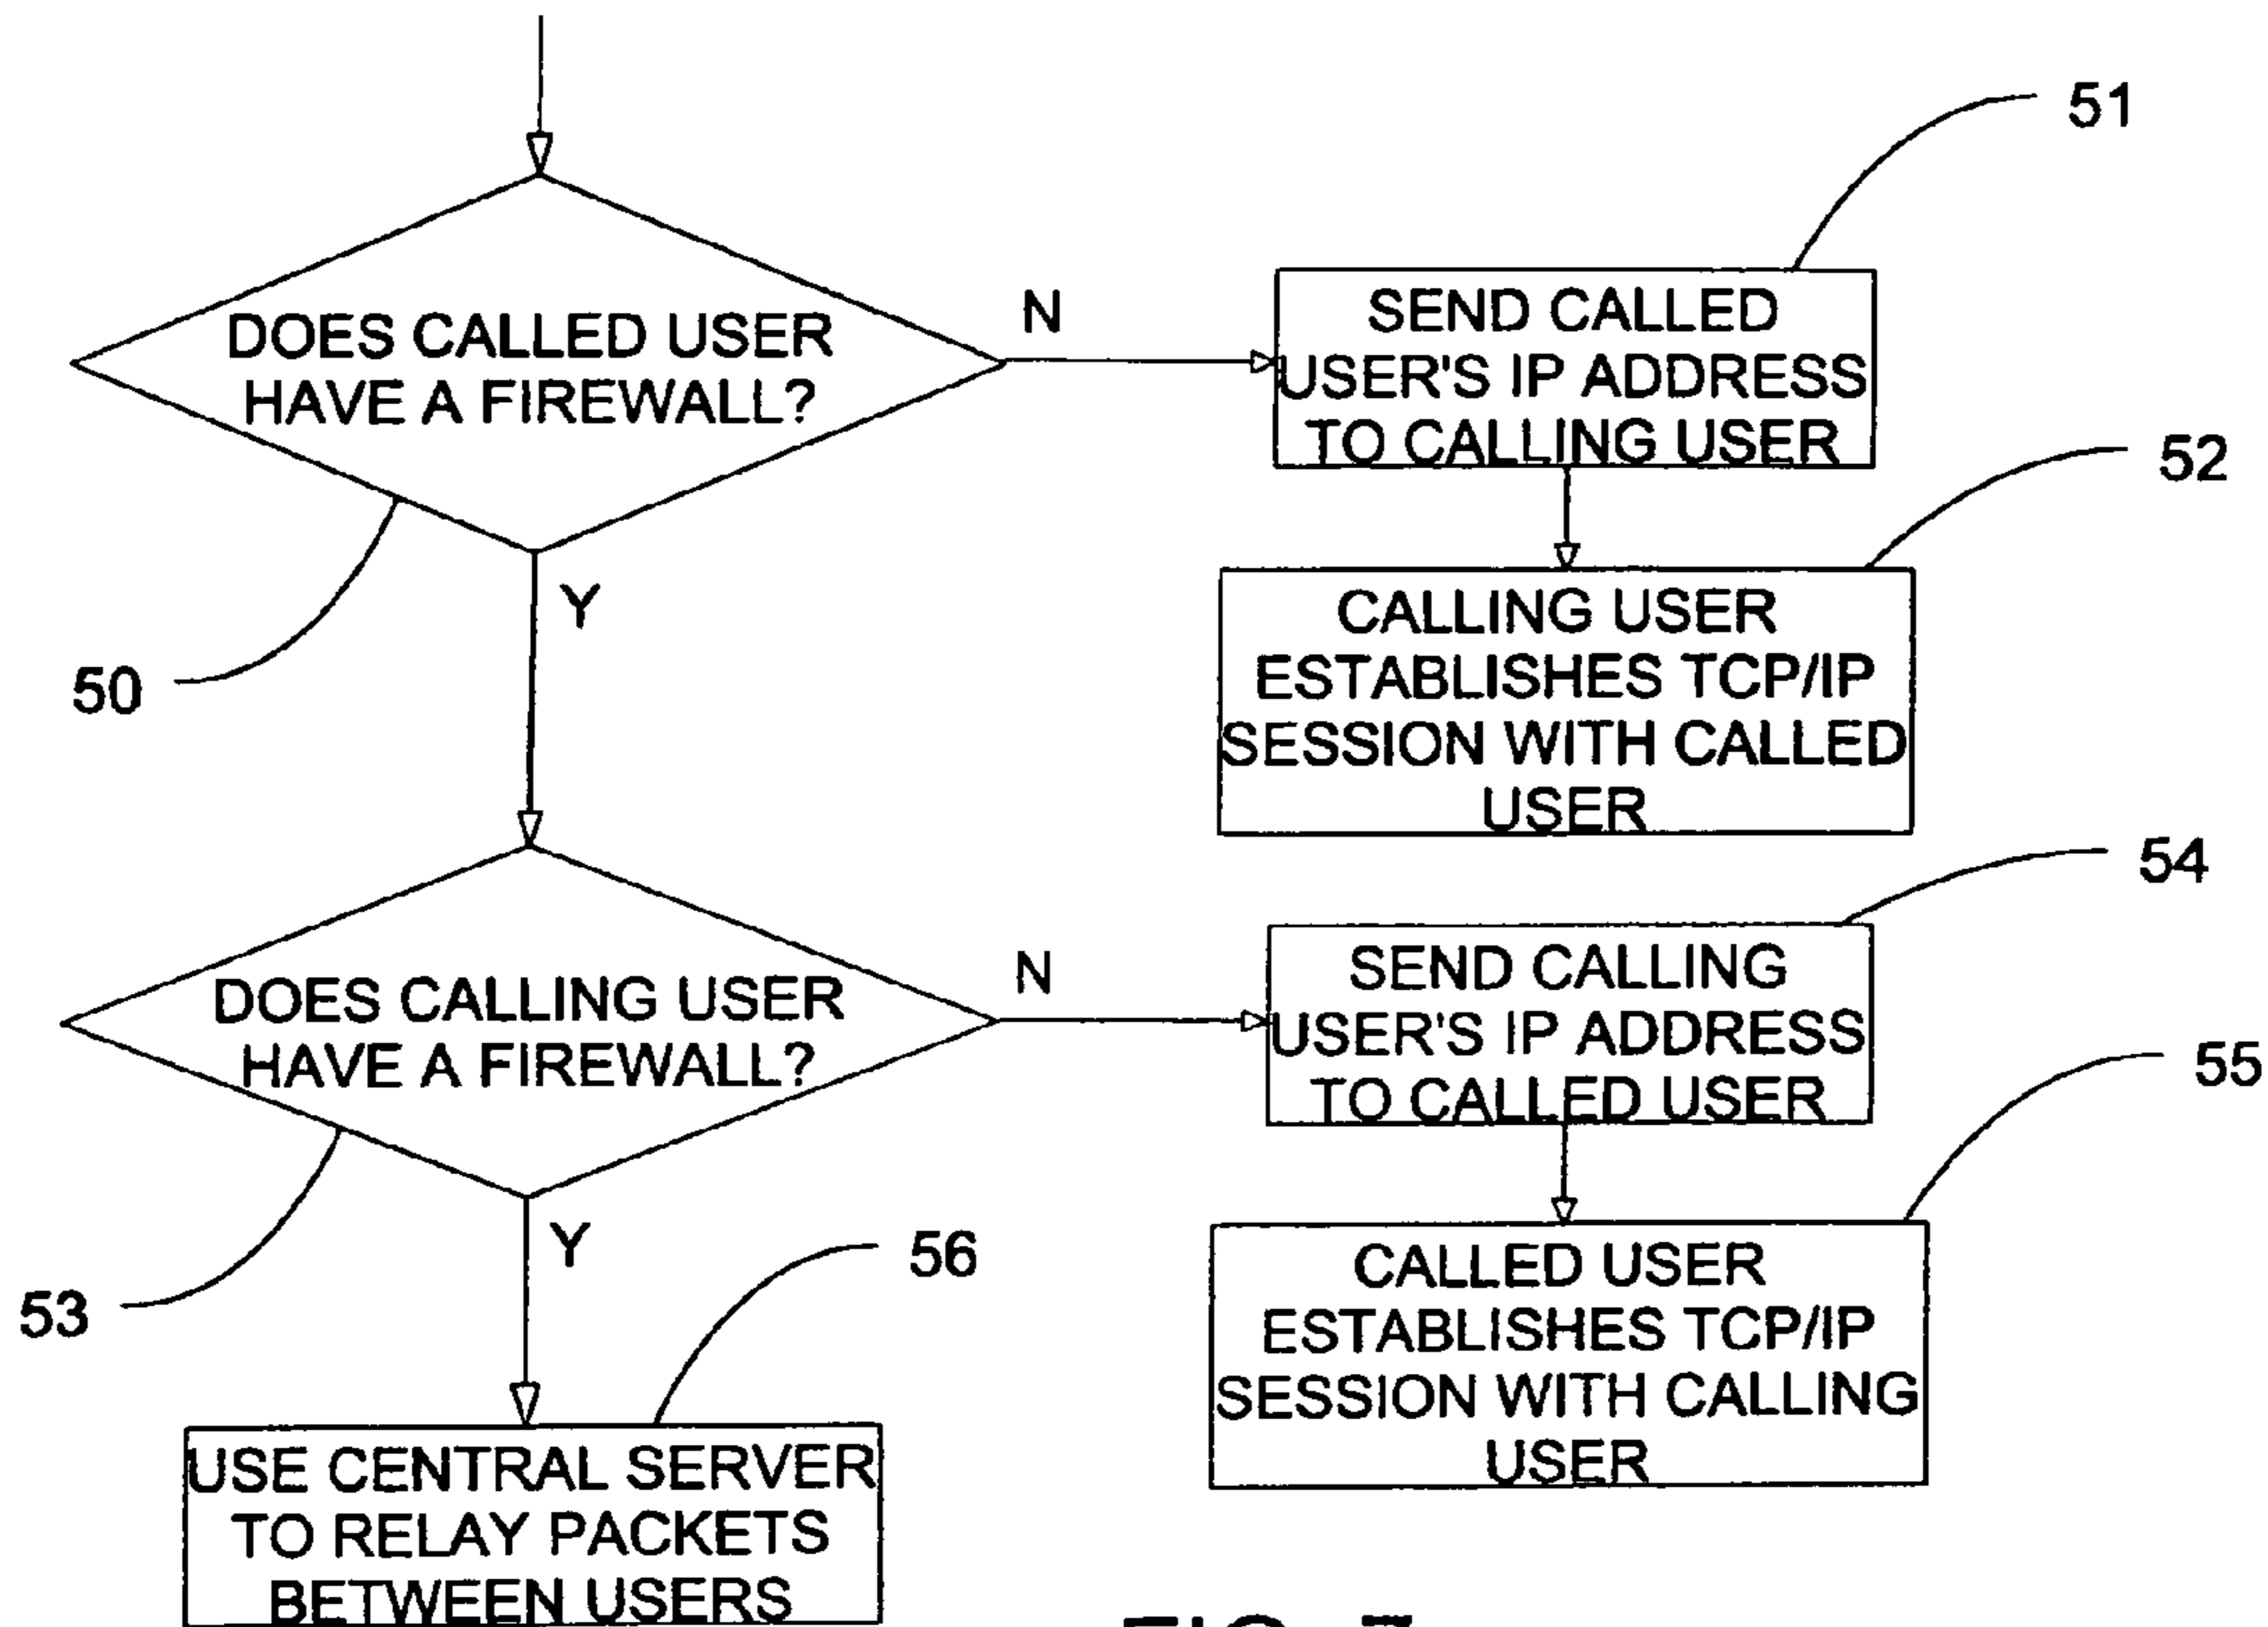 51
DOES CALLED USER
HAVE A FIREWALL?
N
SEND CALLED
USER'S IP ADDRESS
TO CALLING USER
52
50
Y
CALLING USER
ESTABLISHES TCP/IP
SESSION WITH CALLED
USER
54
DOES CALLING USER
HAVE A FIREWALL?
N
SEND CALLING
USER'S IP ADDRESS
TO CALLED USER
55
53
Y
56
CALLED USER
ESTABLISHES TCP/IP
SESSION WITH CALLING
USER
USE CENTRAL SERVER
TO RELAY PACKETS
BETWEEN USERS